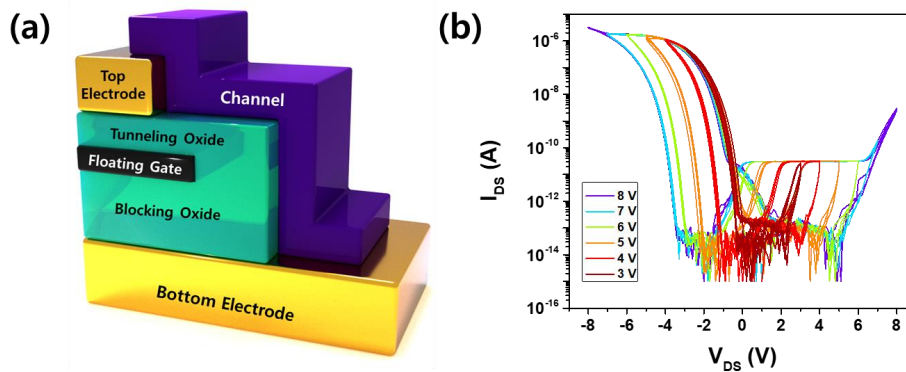 (a)
Top
Electrode
Channel
Tunneling Oxide
Floating Gate
Blocking Oxide
Bottom Electrode
(b)
I_DS (A)
10^-6
10^-8
10^-10
10^-12
10^-14
10^-16
8 V
7 V
6 V
5 V
4 V
3 V
-8 -6 -4 -2 0 2 4 6 8
V_DS (V)